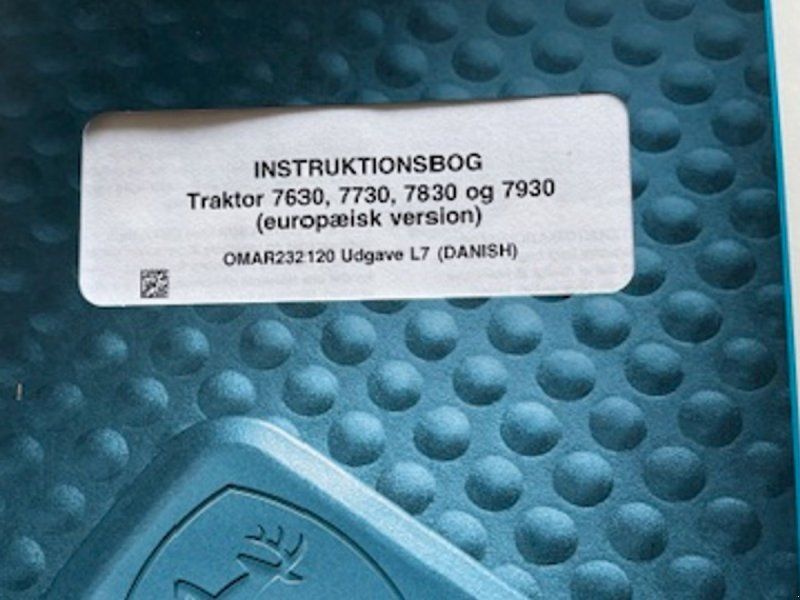 INSTRUKTIONSBOG
Traktor 7630, 7730, 7830 og 7930
(europæisk version)
OMAR232120 Udgave L7 (DANISH)